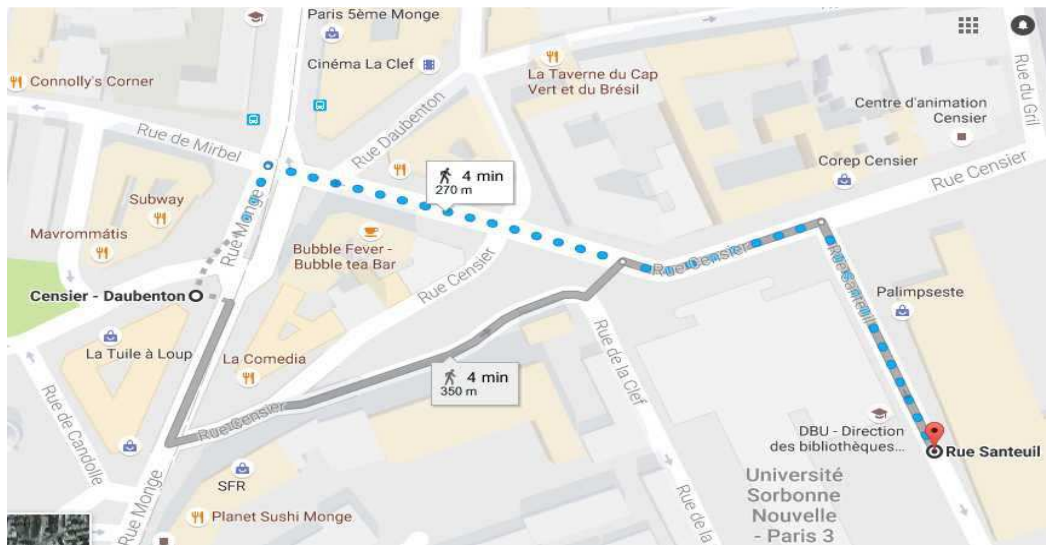 Paris 5ème Monge
Cinéma La Clef
Connolly's Corner
La Taverne du Cap
Vert et du Brésil
Rue du Gril
Centre d'animation
Censier
Rue de Mirbel
Rue Daubenton
Corep Censier
Rue Censier
4 min
270 m
Subway
Mavrommátis
Rue Monge
Bubble Fever -
Bubble tea Bar
Rue Censier
Rue Censier
Rue Santeuil
Censier - Daubenton
Palimpseste
La Tuile à Loup
La Comedia
4 min
350 m
Rue de la Clef
Rue Censier
Rue de Candolle
DBU - Direction
des bibliothèques...
Rue Santeuil
SFR
Université
Sorbonne
Nouvelle
- Paris 3
Planet Sushi Monge
Rue Monge
Rue de la